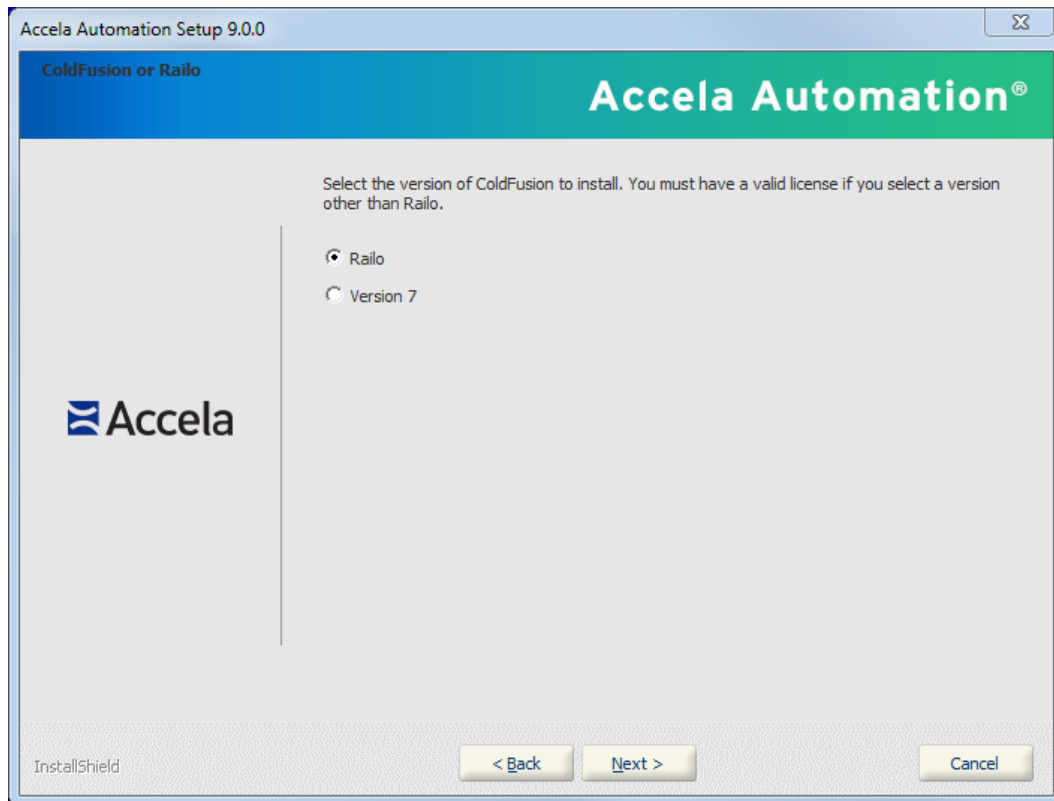 Accela Automation Setup 9.0.0
ColdFusion or Railo
Accela Automation®
Select the version of ColdFusion to install. You must have a valid license if you select a version
other than Railo.
Railo
Version 7
Accela
InstallShield
< Back
Next >
Cancel